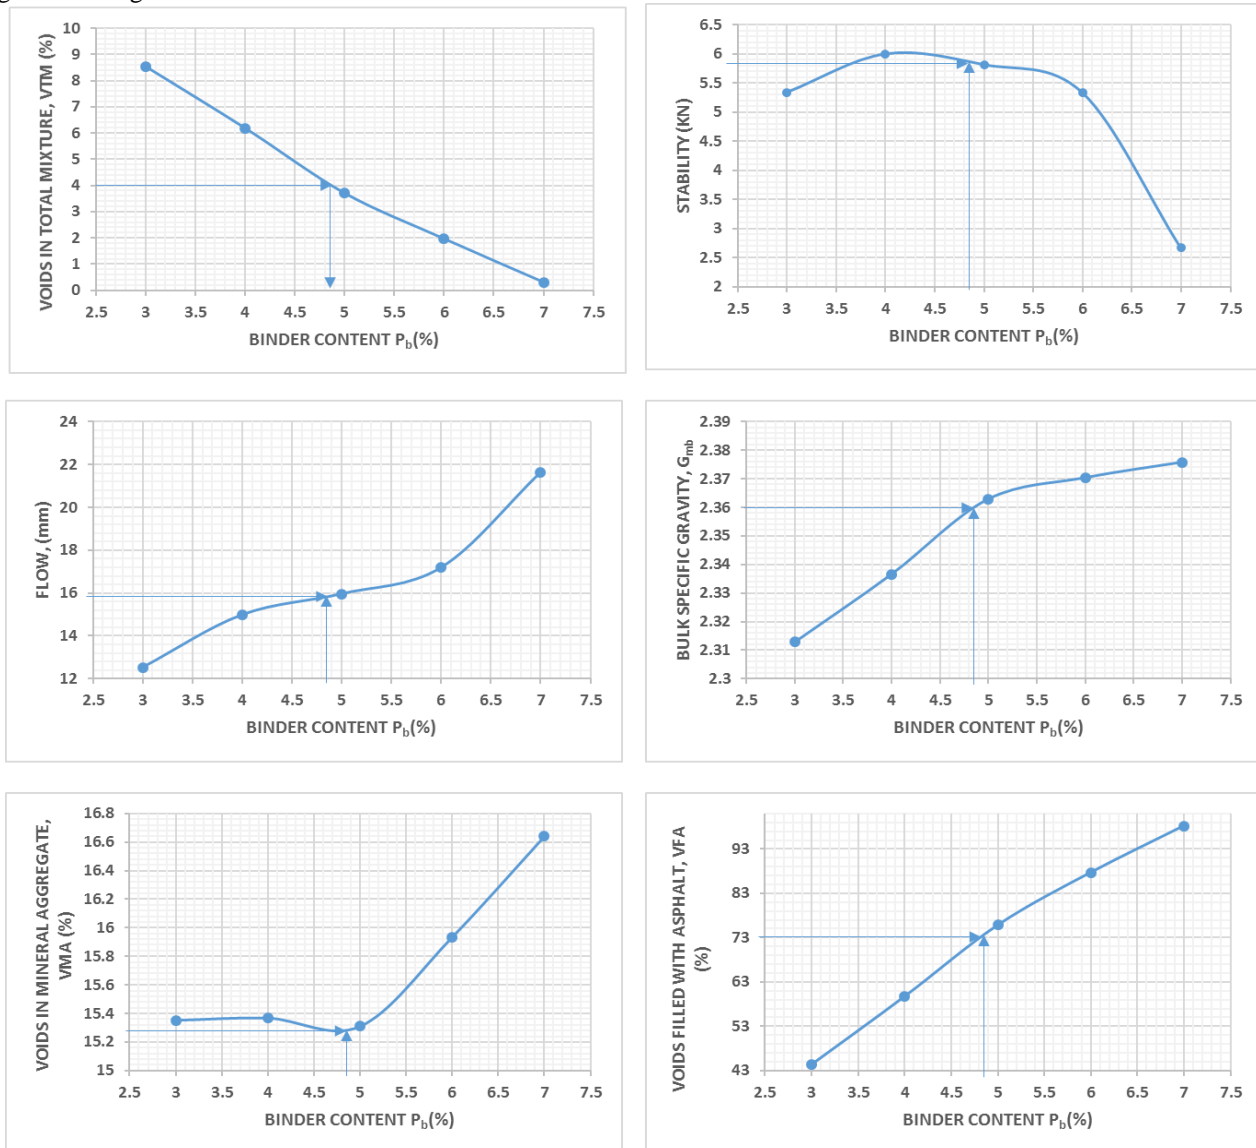 10
9
8
7
6
5
4
3
2
1
0
VOIDS IN TOTAL MIXTURE, VTM (%)
2.5 3 3.5 4 4.5 5 5.5 6 6.5 7 7.5
BINDER CONTENT Pb(%)
6.5
6
5.5
5
4.5
4
3.5
3
2.5
2
STABILITY (KN)
2.5 3 3.5 4 4.5 5 5.5 6 6.5 7 7.5
BINDER CONTENT Pb(%)
24
22
20
18
16
14
12
FLOW, (mm)
2.5 3 3.5 4 4.5 5 5.5 6 6.5 7 7.5
BINDER CONTENT Pb(%)
2.39
2.38
2.37
2.36
2.35
2.34
2.33
2.32
2.31
2.3
BULK SPECIFIC GRAVITY, Gmb
2.5 3 3.5 4 4.5 5 5.5 6 6.5 7 7.5
BINDER CONTENT Pb(%)
16.8
16.6
16.4
16.2
16
15.8
15.6
15.4
15.2
15
VOIDS IN MINERAL AGGREGATE,
VMA (%)
2.5 3 3.5 4 4.5 5 5.5 6 6.5 7 7.5
BINDER CONTENT Pb(%)
93
83
73
63
53
43
VOIDS FILLED WITH ASPHALT, VFA
(%)
2.5 3 3.5 4 4.5 5 5.5 6 6.5 7 7.5
BINDER CONTENT Pb(%)